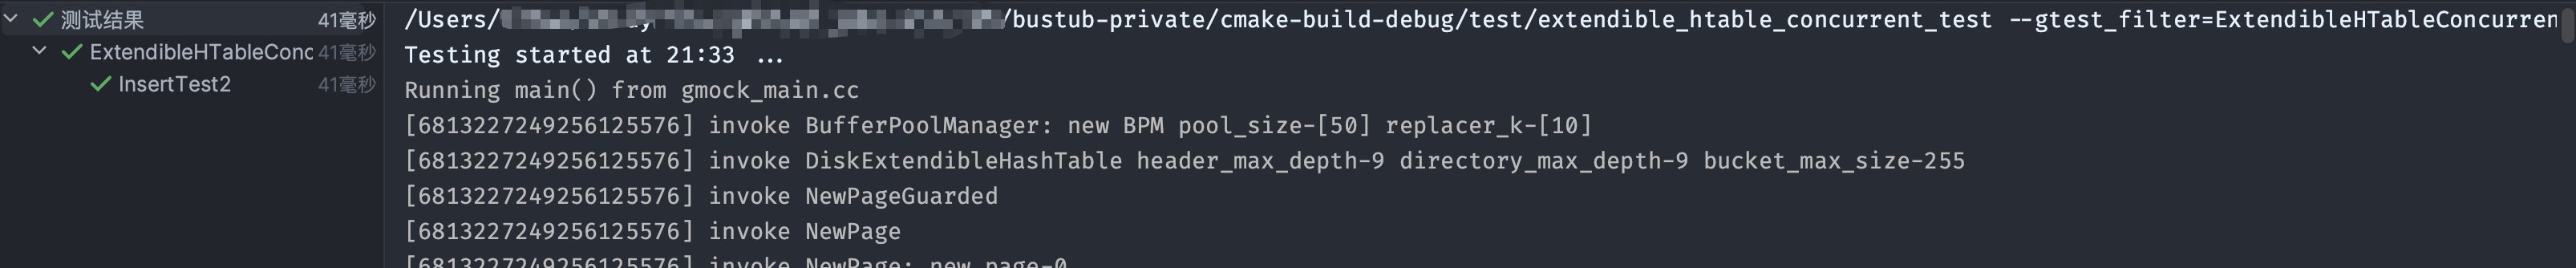 测试结果 41毫秒
ExtendibleHTableConc 41毫秒
InsertTest2 41毫秒
/Users/ /bustub-private/cmake-build-debug/test/extendible_htable_concurrent_test --gtest_filter=ExtendibleHTableConcurren
Testing started at 21:33 ...
Running main() from gmock_main.cc
[6813227249256125576] invoke BufferPoolManager: new BPM pool_size-[50] replacer_k-[10]
[6813227249256125576] invoke DiskExtendibleHashTable header_max_depth-9 directory_max_depth-9 bucket_max_size-255
[6813227249256125576] invoke NewPageGuarded
[6813227249256125576] invoke NewPage
[6813227249256125576] invoke NewPage: new page-0